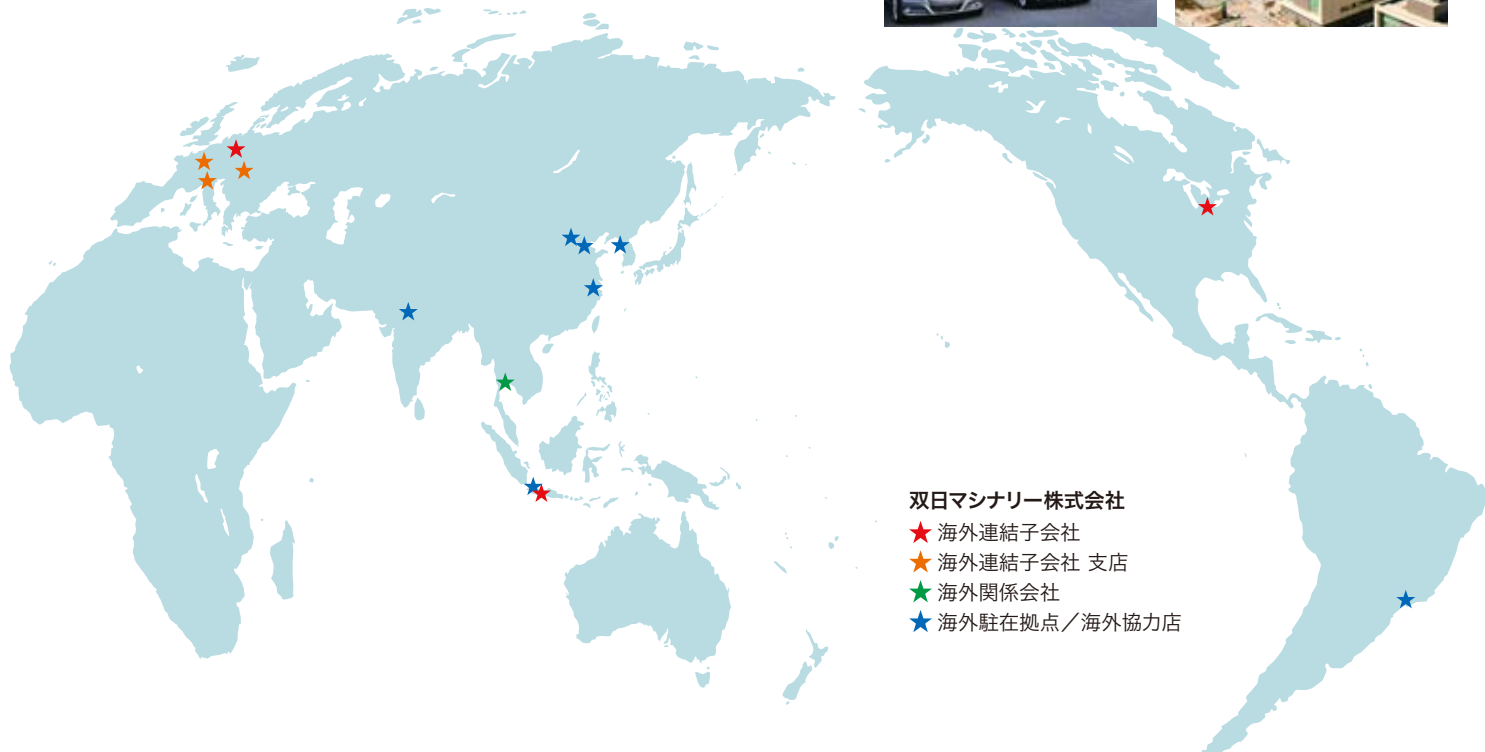 双日マシナリー株式会社
海外連結子会社
海外連結子会社 支店
海外関係会社
海外駐在拠点／海外協力店